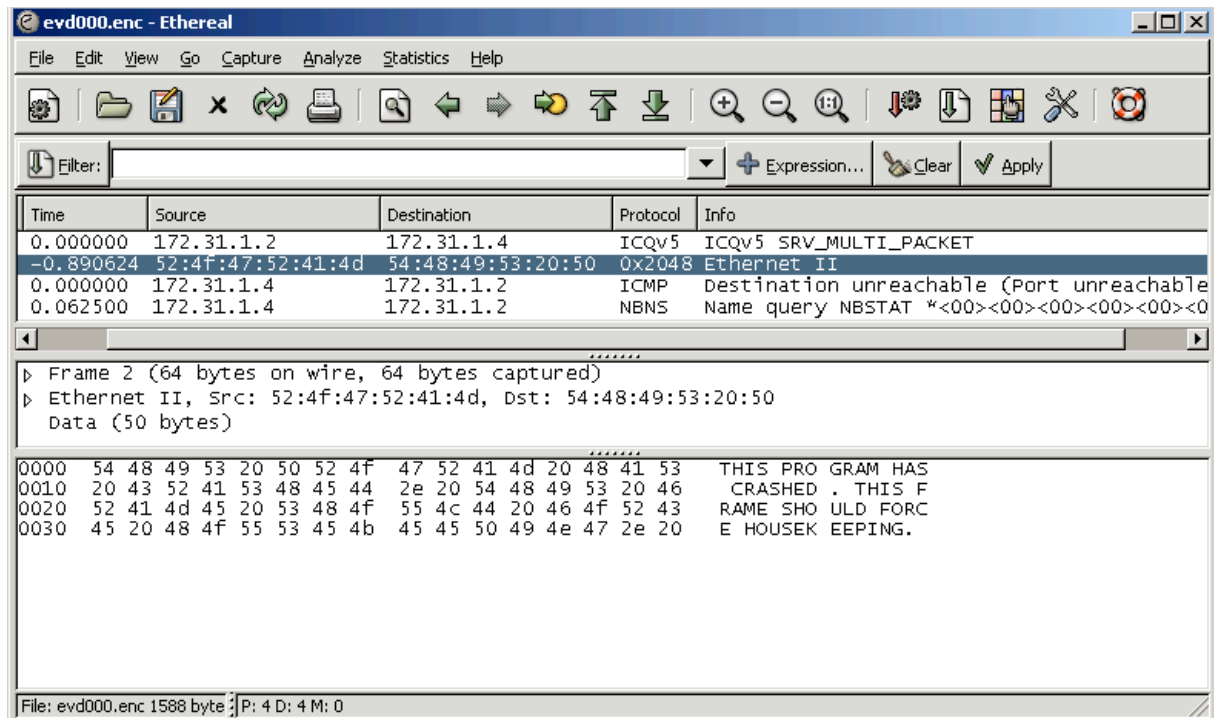 evd000.enc - Ethereal
File Edit View Go Capture Analyze Statistics Help
Filter: Expression... Clear Apply
Time Source Destination Protocol Info
0.000000 172.31.1.2 172.31.1.4 ICQv5 ICQv5 SRV_MULTI_PACKET
-0.890624 52:4f:47:52:41:4d 54:48:49:53:20:50 0x2048 Ethernet II
0.000000 172.31.1.4 172.31.1.2 ICMP Destination unreachable (Port unreachable
0.062500 172.31.1.4 172.31.1.2 NBNS Name query NBSTAT *<00><00><00><00><00><0
Frame 2 (64 bytes on wire, 64 bytes captured)
Ethernet II, Src: 52:4f:47:52:41:4d, Dst: 54:48:49:53:20:50
Data (50 bytes)
0000 54 48 49 53 20 50 52 4f 47 52 41 4d 20 48 41 53 THIS PRO GRAM HAS
0010 20 43 52 41 53 48 45 44 2e 20 54 48 49 53 20 46 CRASHED . THIS F
0020 52 41 4d 45 20 53 48 4f 55 4c 44 20 46 4f 52 43 RAME SHO ULD FORC
0030 45 20 48 4f 55 53 45 4b 45 45 50 49 4e 47 2e 20 E HOUSEK EEPING.
File: evd000.enc 1588 byte P: 4 D: 4 M: 0